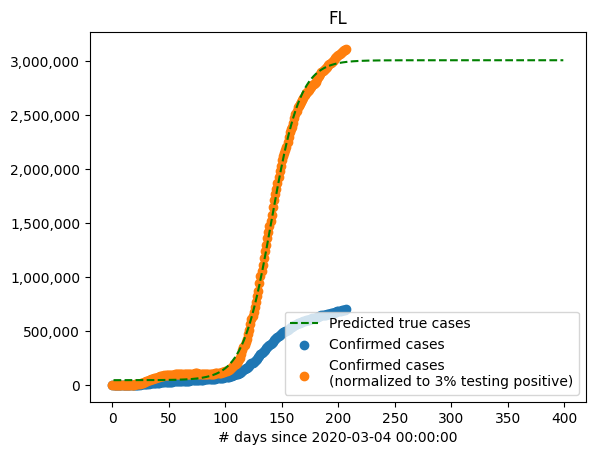 FL
3,000,000
2,500,000
2,000,000
1,500,000
1,000,000
500,000
0
Predicted true cases
Confirmed cases
Confirmed cases
(normalized to 3% testing positive)
0 50 100 150 200 250 300 350 400
# days since 2020-03-04 00:00:00